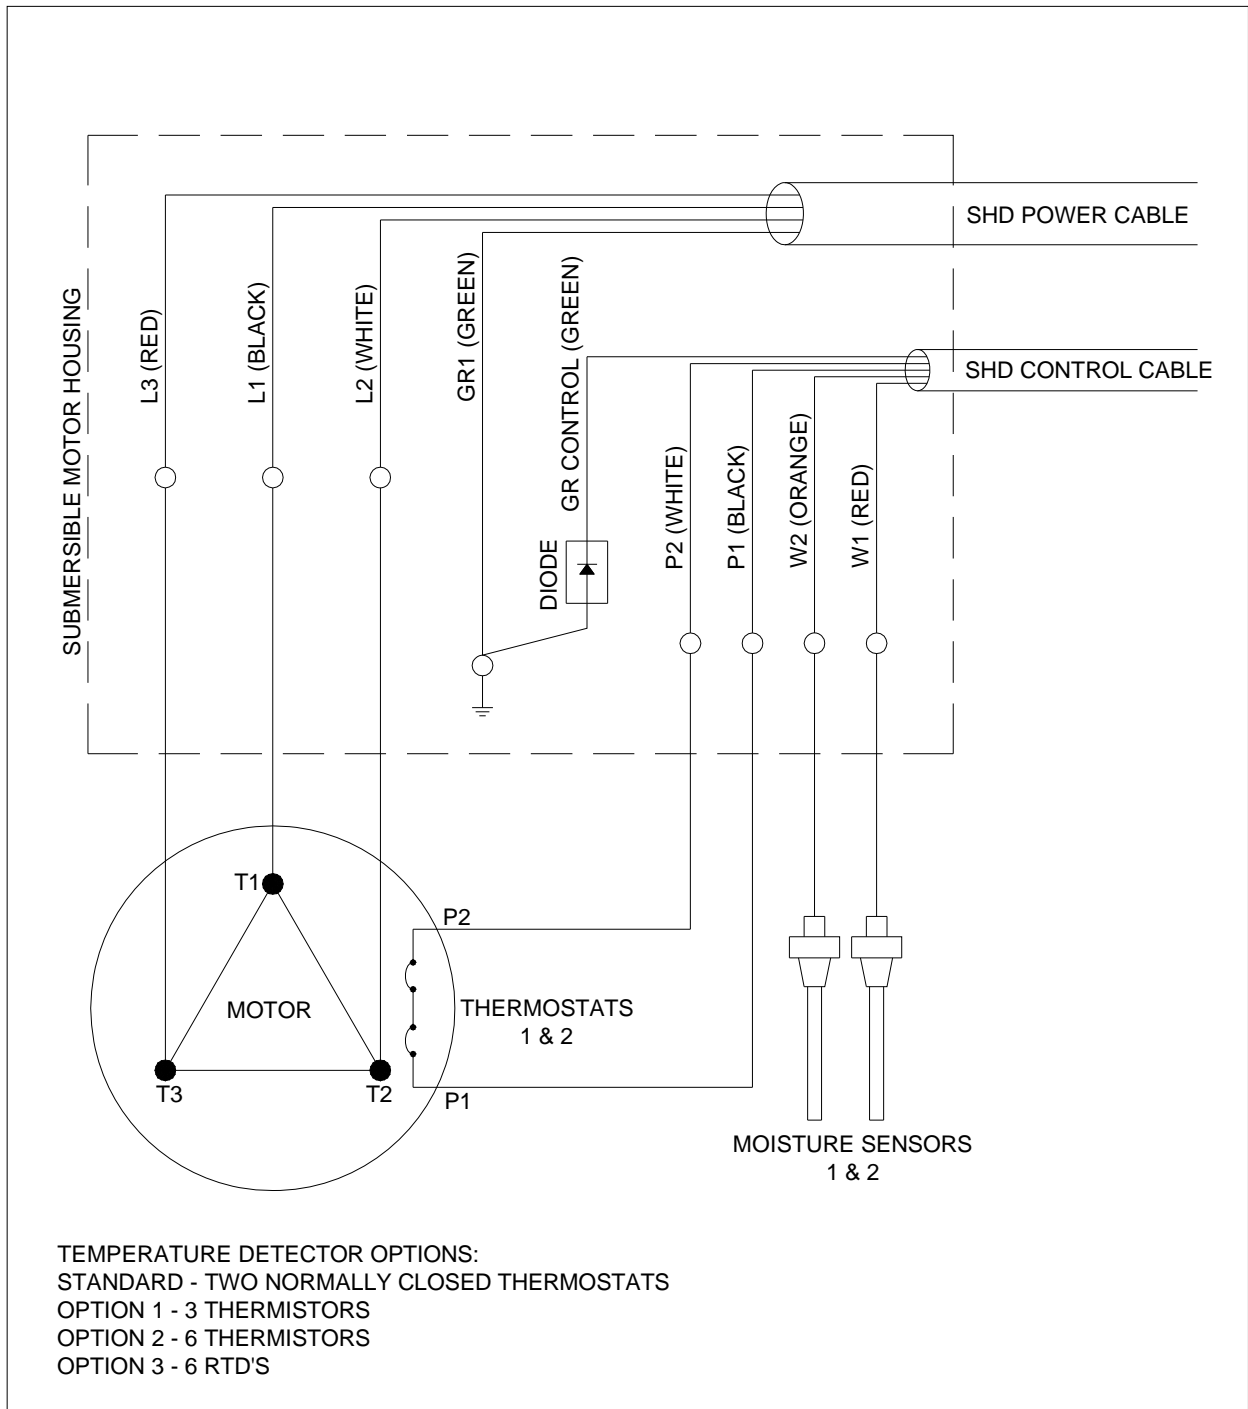 SHD POWER CABLE
SUBMERSIBLE MOTOR HOUSING
L3 (RED)
L1 (BLACK)
L2 (WHITE)
GR1 (GREEN)
GR CONTROL (GREEN)
SHD CONTROL CABLE
P2 (WHITE)
P1 (BLACK)
W2 (ORANGE)
W1 (RED)
DIODE
T1
P2
MOTOR
THERMOSTATS
1 & 2
T3
T2
P1
MOISTURE SENSORS
1 & 2
TEMPERATURE DETECTOR OPTIONS:
STANDARD - TWO NORMALLY CLOSED THERMOSTATS
OPTION 1 - 3 THERMISTORS
OPTION 2 - 6 THERMISTORS
OPTION 3 - 6 RTD'S